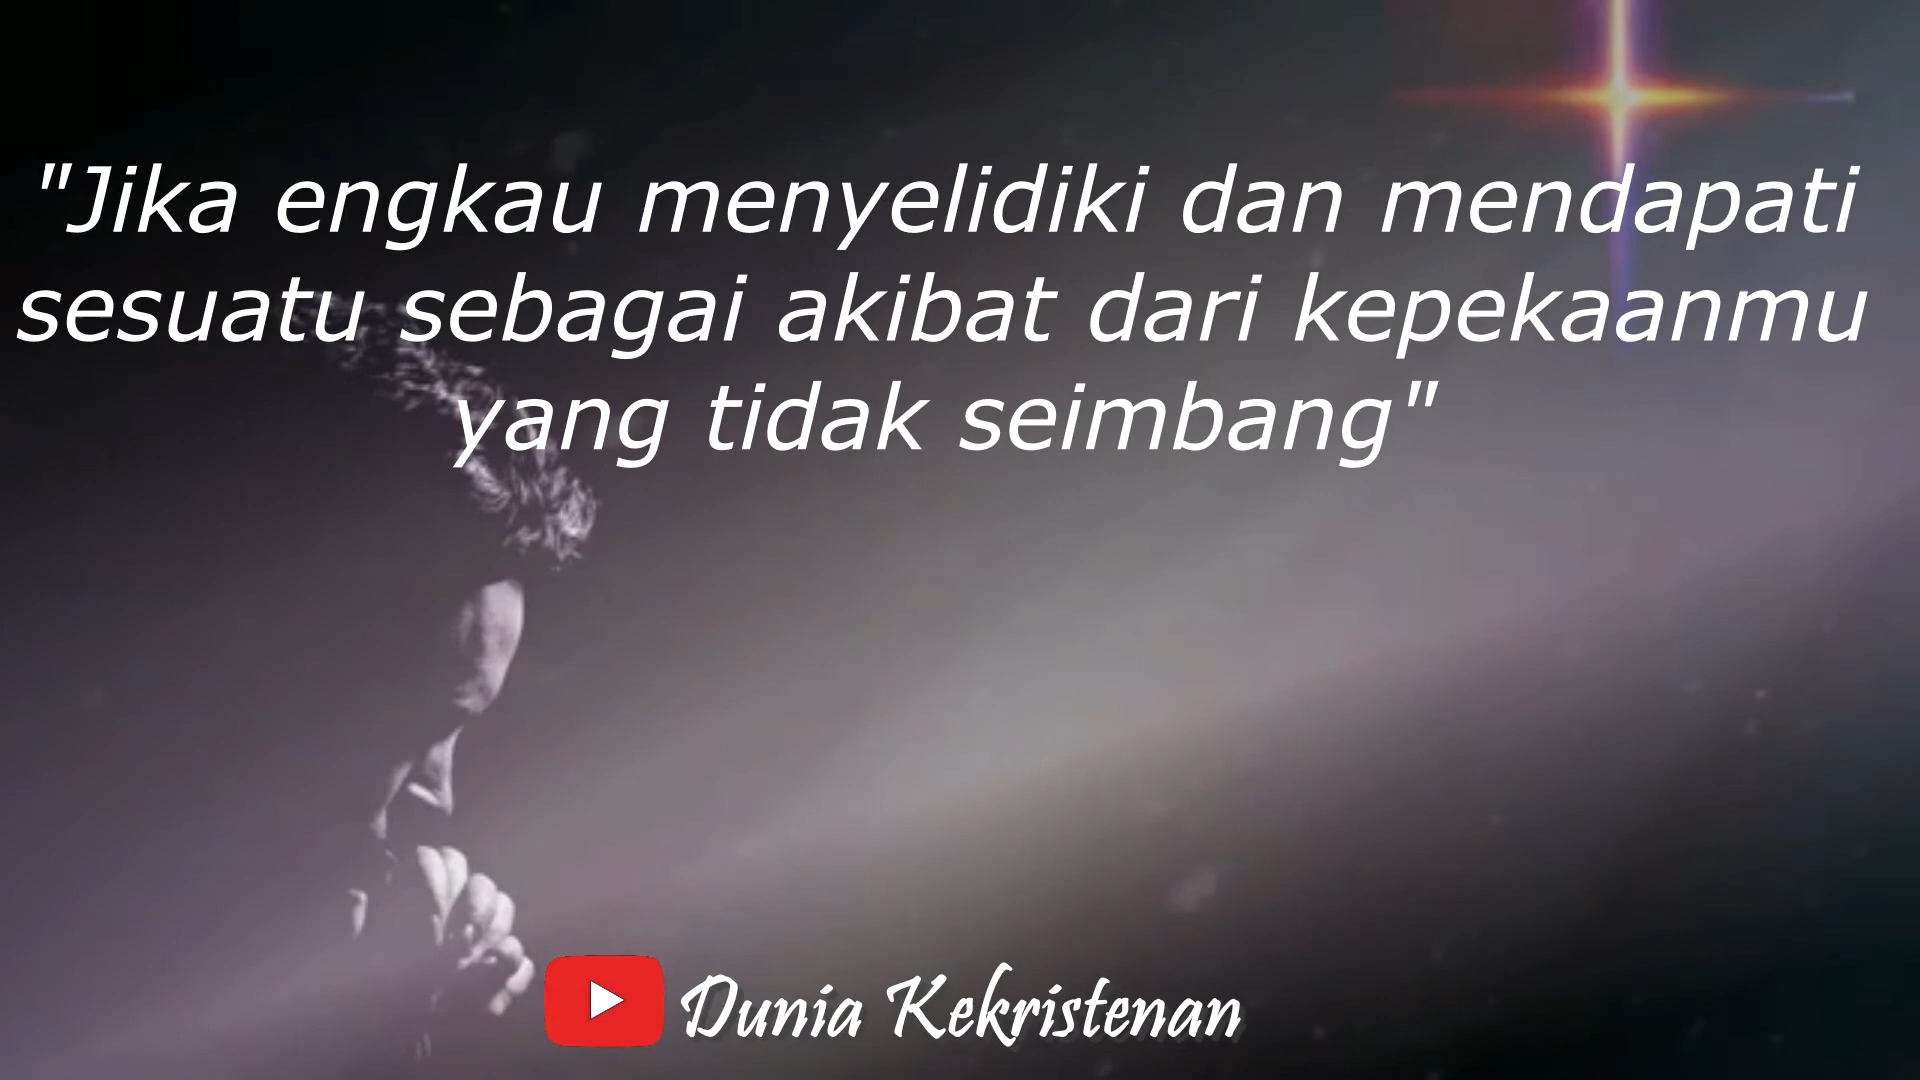 "Jika engkau menyelidiki dan mendapati
sesuatu sebagai akibat dari kepekaanmu
yang tidak seimbang"
Dunia Kekristenan